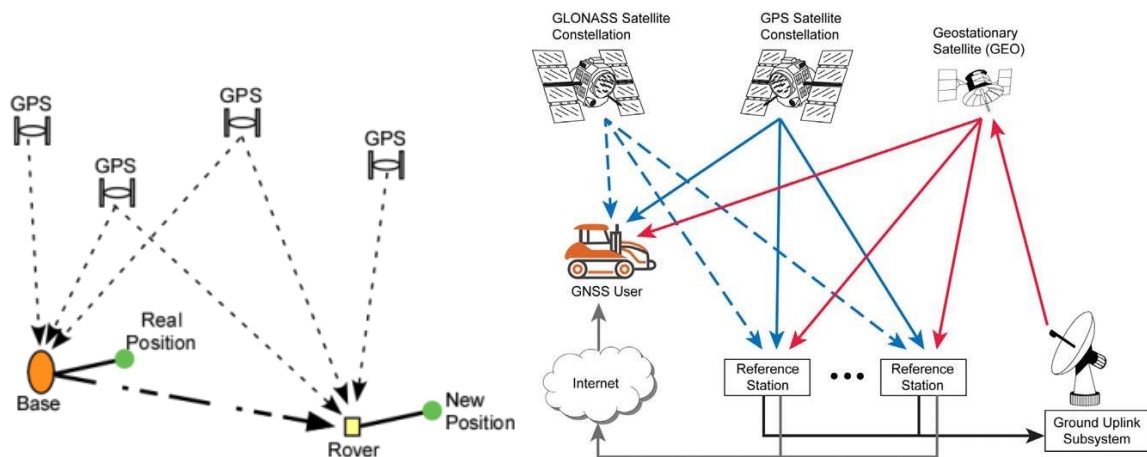 GPS
GPS
GPS
GPS
Real
Position
Base
New
Position
Rover
GLONASS Satellite
Constellation
GPS Satellite
Constellation
Geostationary
Satellite (GEO)
GNSS User
Internet
Reference
Station
Reference
Station
Ground Uplink
Subsystem